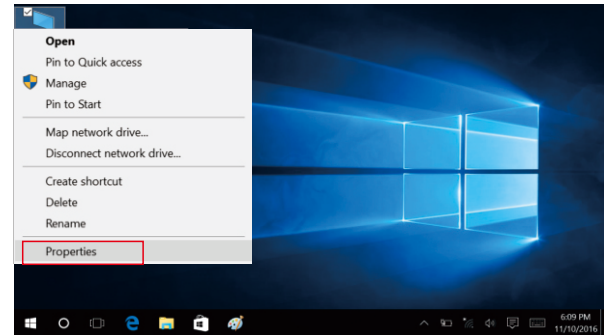 Open
Pin to Quick access
Manage
Pin to Start
Map network drive...
Disconnect network drive...
Create shortcut
Delete
Rename
Properties
6:09 PM
11/10/2016